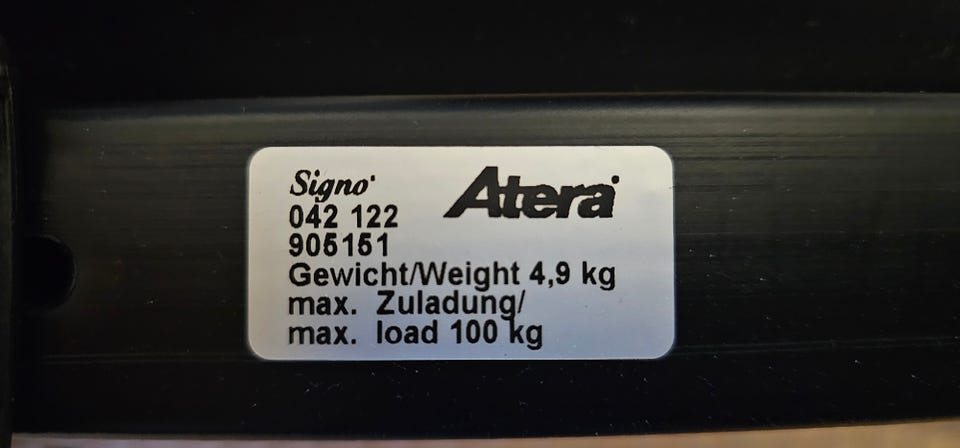 Signo
Atera
042 122
905151
Gewicht/Weight 4,9 kg
max. Zuladung/
max. load 100 kg